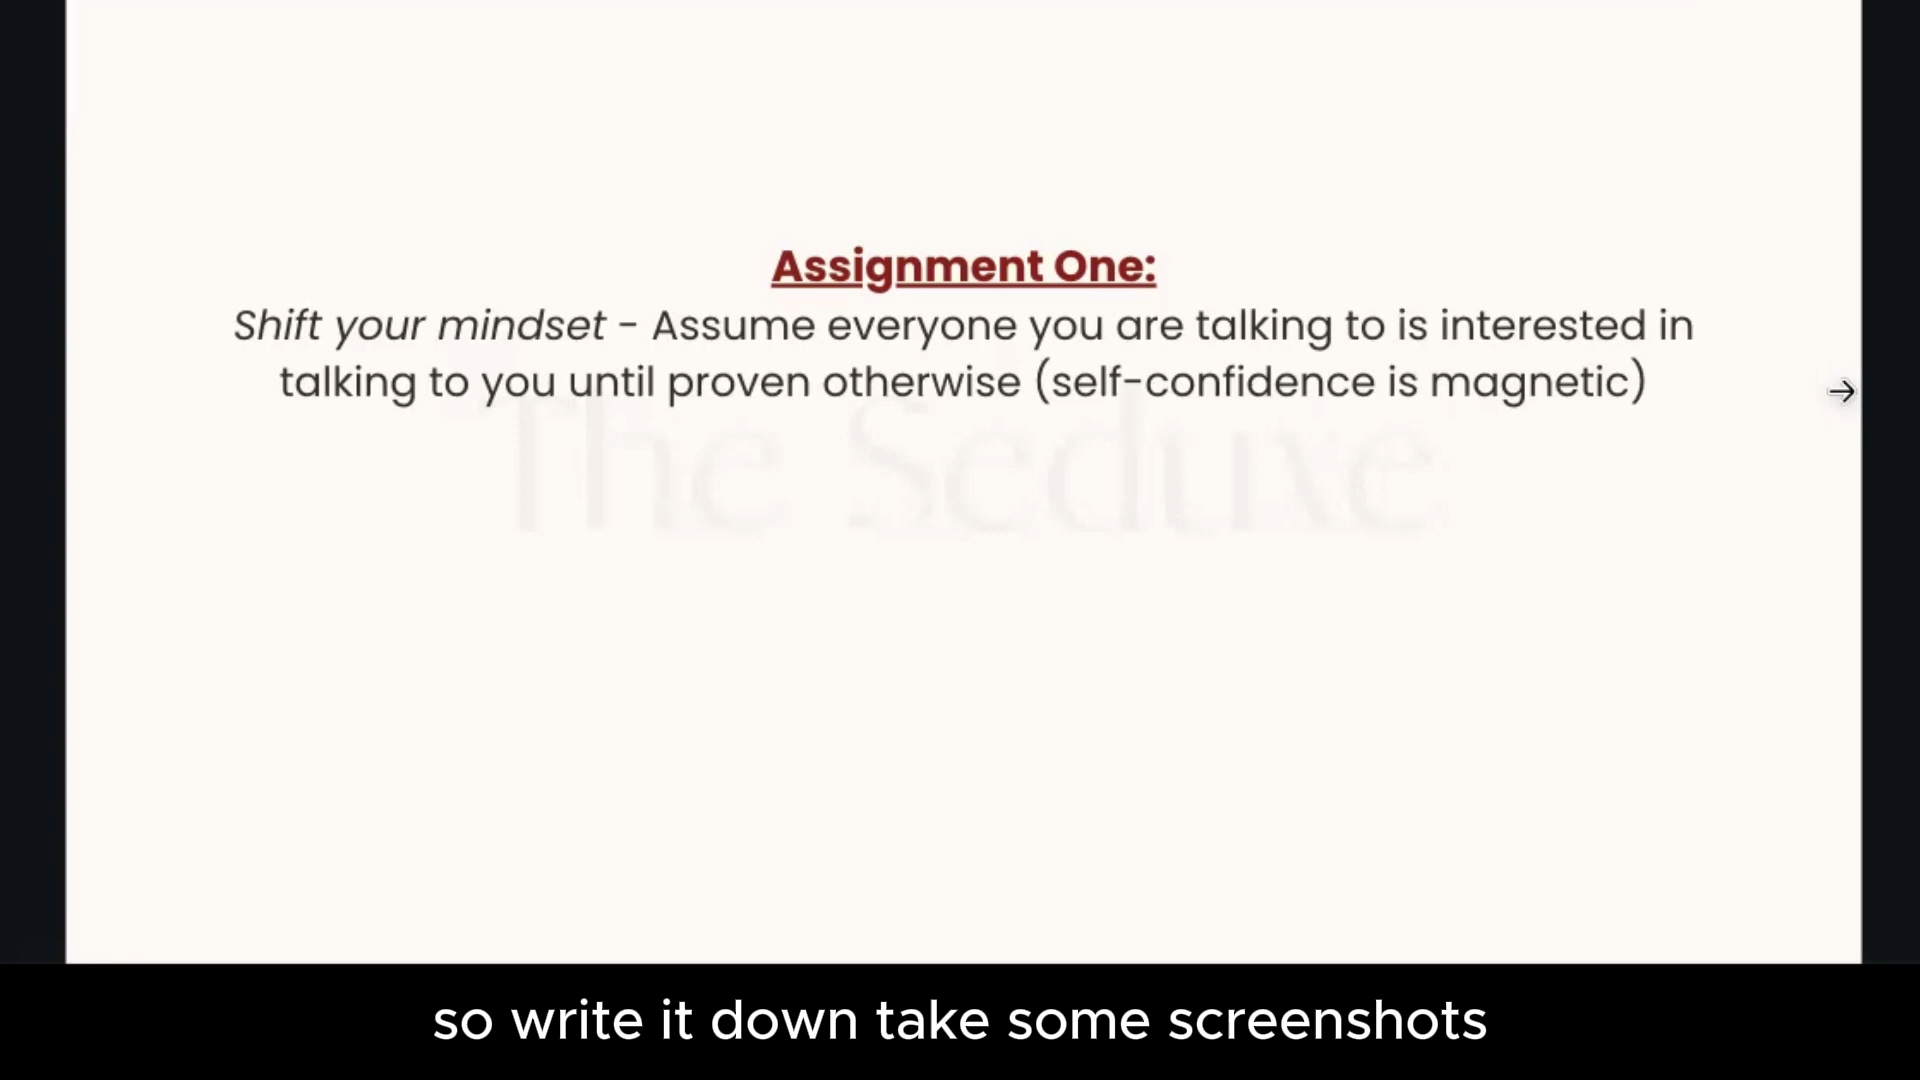 Assignment One:
Shift your mindset - Assume everyone you are talking to is interested in
talking to you until proven otherwise (self-confidence is magnetic)
The Seduxe
so write it down take some screenshots